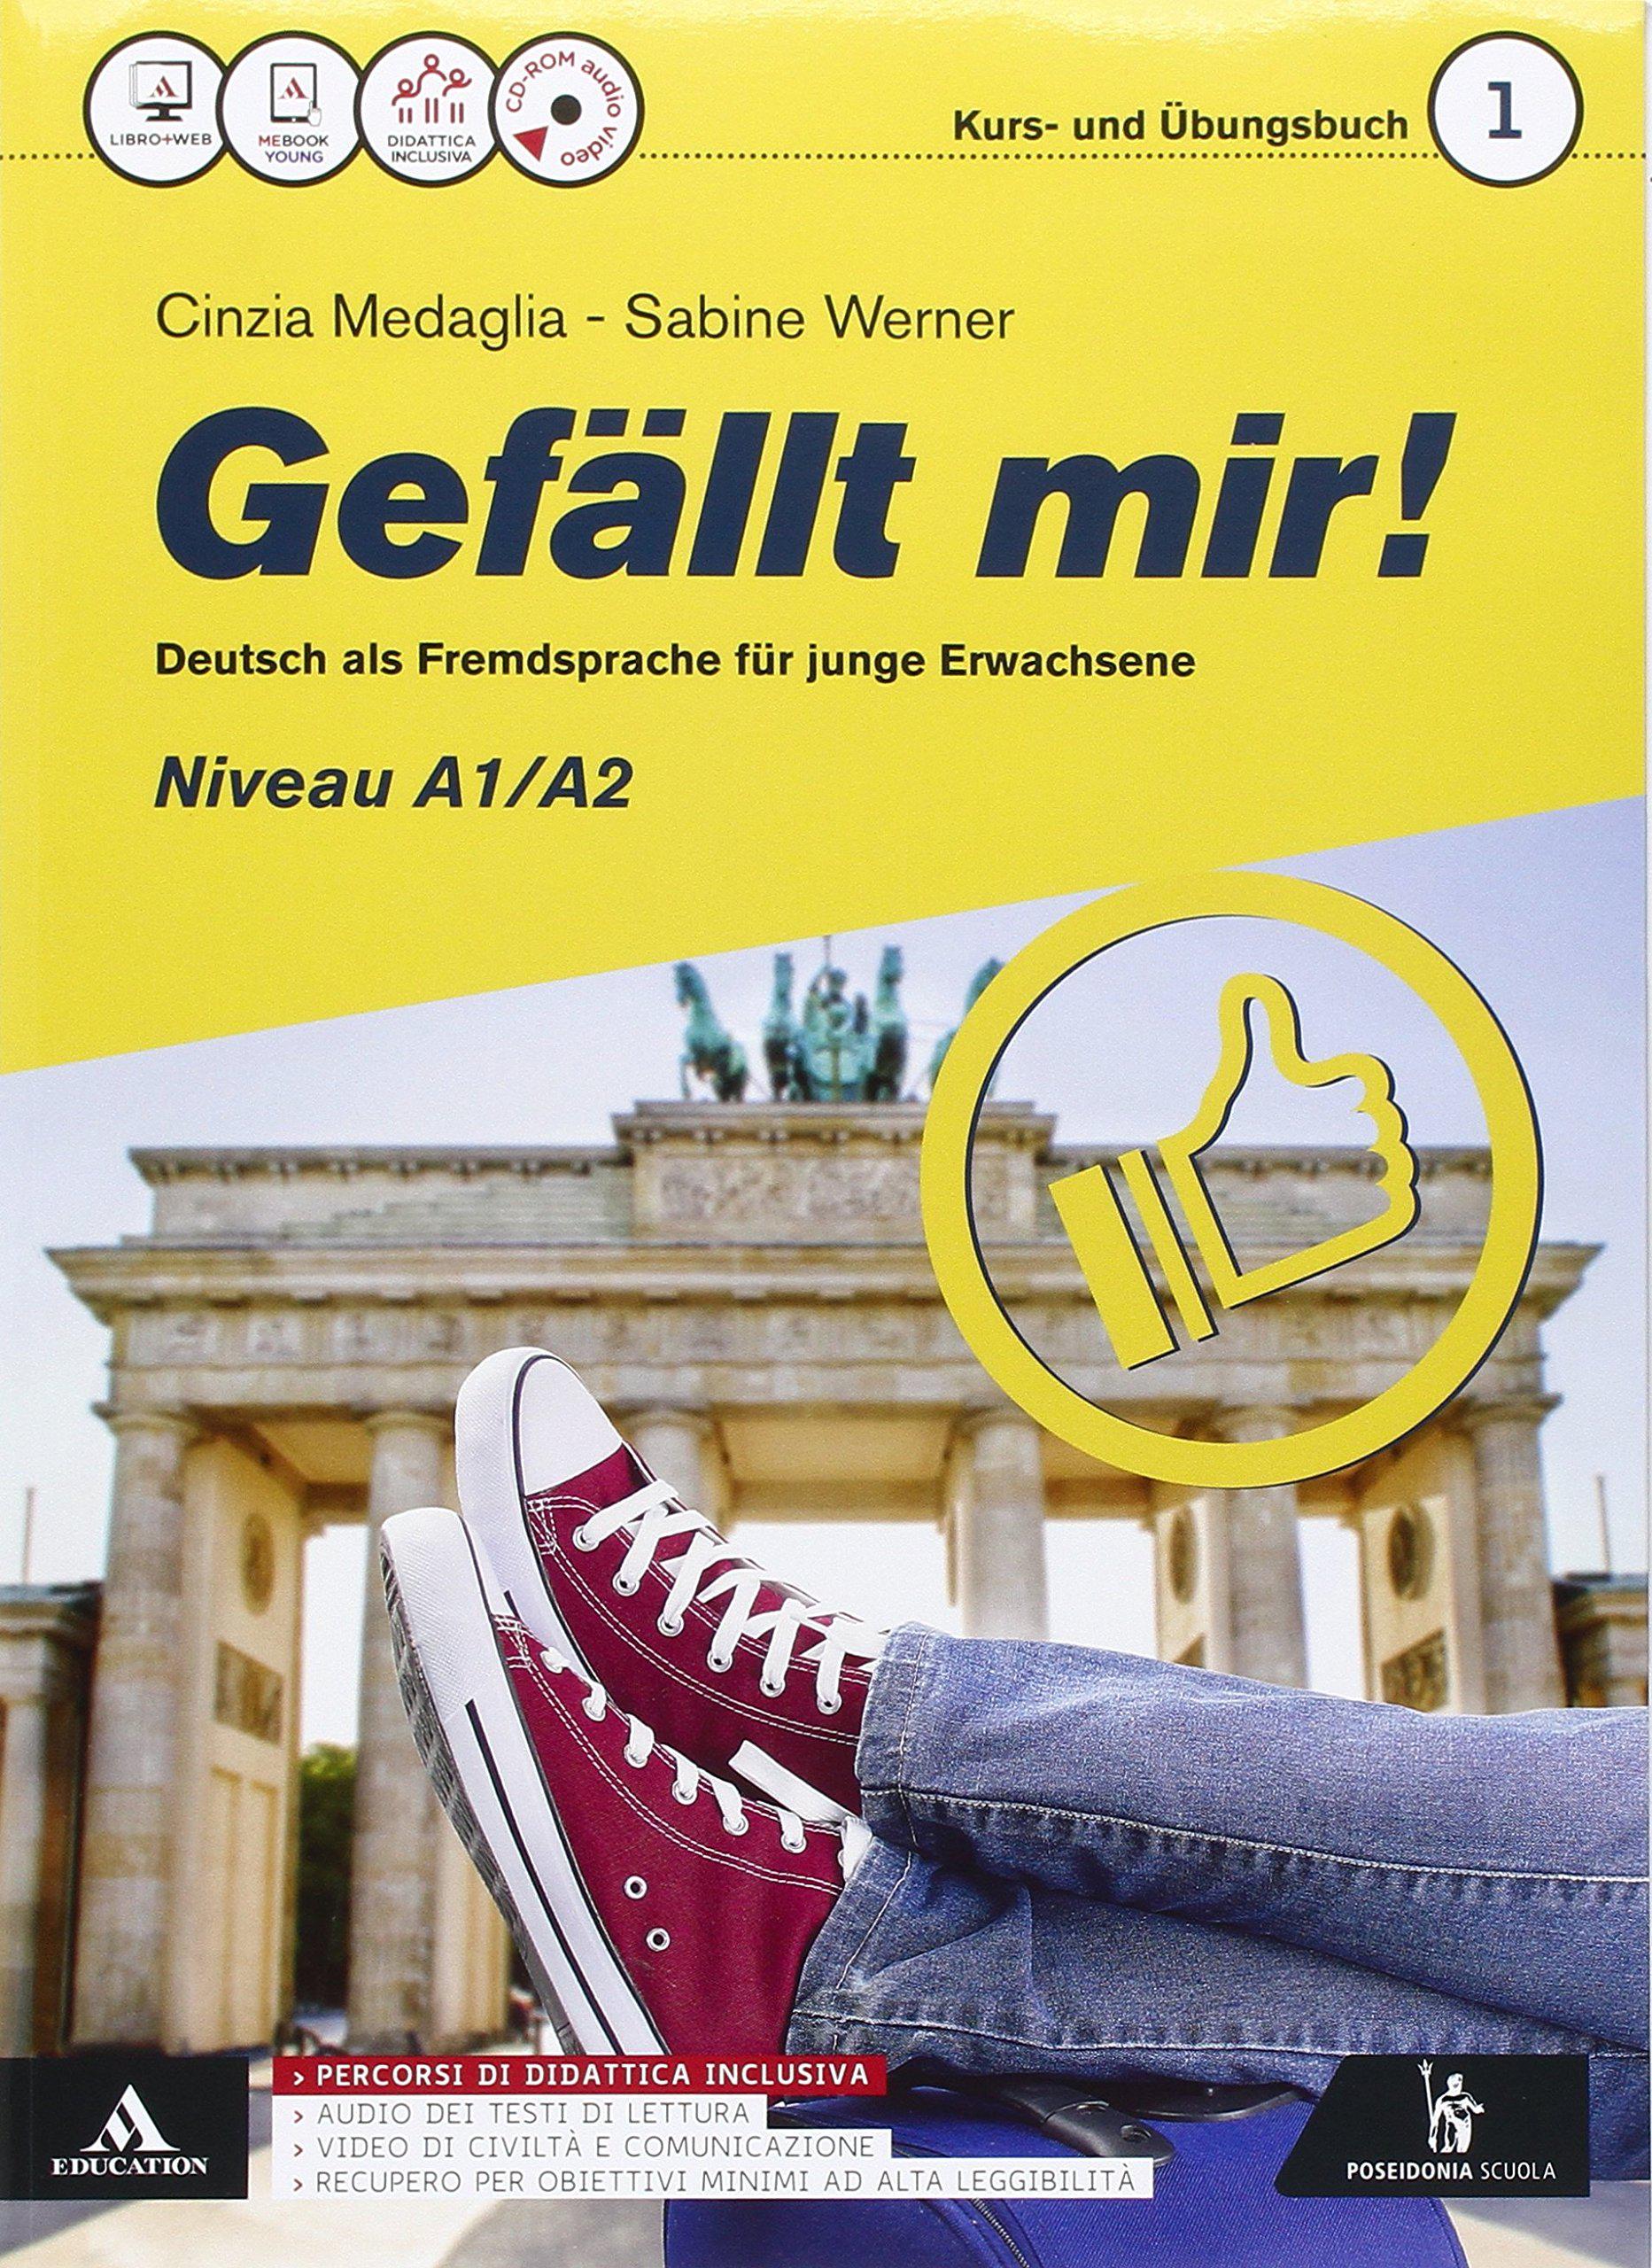 LIBRO+WEB
MEBOOK
YOUNG
DIDATTICA
INCLUSIVA
CD-ROM audio video
Kurs- und Übungsbuch
1
Cinzia Medaglia - Sabine Werner
Gefällt mir!
Deutsch als Fremdsprache für junge Erwachsene
Niveau A1/A2
> PERCORSI DI DIDATTICA INCLUSIVA
> AUDIO DEI TESTI DI LETTURA
> VIDEO DI CIVILTÀ E COMUNICAZIONE
> RECUPERO PER OBIETTIVI MINIMI AD ALTA LEGGIBILITÀ
EDUCATION
POSEIDONIA SCUOLA